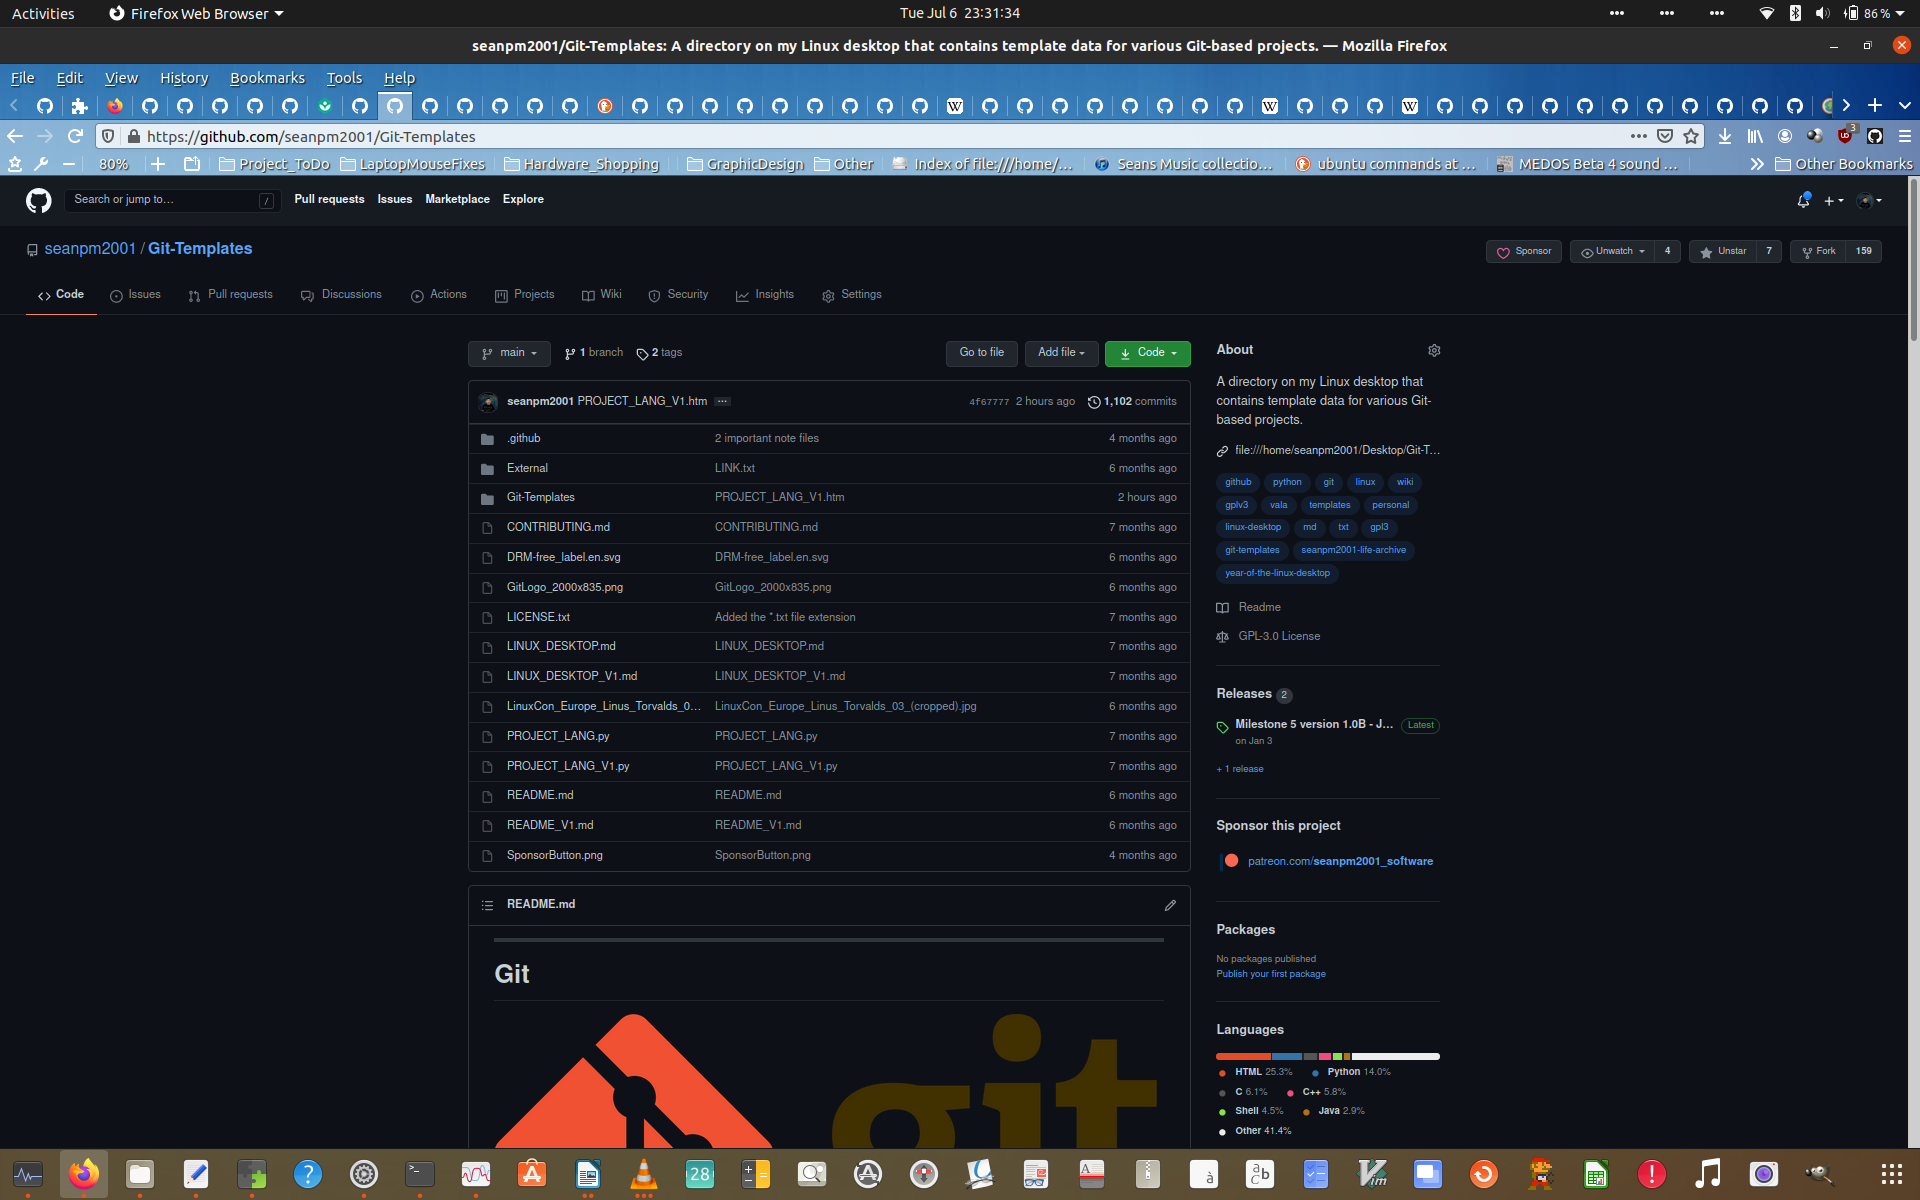 Activities Firefox Web Browser Tue Jul 6 23:31:34 86 %
seanpm2001/Git-Templates: A directory on my Linux desktop that contains template data for various Git-based projects. — Mozilla Firefox
File Edit View History Bookmarks Tools Help
https://github.com/seanpm2001/Git-Templates 3
80% Project_ToDo LaptopMouseFixes Hardware_Shopping GraphicDesign Other Index of file:///home/... Seans Music collectio... ubuntu commands at ... MEDOS Beta 4 sound ... Other Bookmarks
Search or jump to... / Pull requests Issues Marketplace Explore
seanpm2001 / Git-Templates Sponsor Unwatch 4 Unstar 7 Fork 159
Code Issues Pull requests Discussions Actions Projects Wiki Security Insights Settings
main 1 branch 2 tags Go to file Add file Code
seanpm2001 PROJECT_LANG_V1.htm ... 4f67777 2 hours ago 1,102 commits
.github 2 important note files 4 months ago
External LINK.txt 6 months ago
Git-Templates PROJECT_LANG_V1.htm 2 hours ago
CONTRIBUTING.md CONTRIBUTING.md 7 months ago
DRM-free_label.en.svg DRM-free_label.en.svg 6 months ago
GitLogo_2000x835.png GitLogo_2000x835.png 6 months ago
LICENSE.txt Added the *.txt file extension 7 months ago
LINUX_DESKTOP.md LINUX_DESKTOP.md 7 months ago
LINUX_DESKTOP_V1.md LINUX_DESKTOP_V1.md 7 months ago
LinuxCon_Europe_Linus_Torvalds_0... LinuxCon_Europe_Linus_Torvalds_03_(cropped).jpg 6 months ago
PROJECT_LANG.py PROJECT_LANG.py 7 months ago
PROJECT_LANG_V1.py PROJECT_LANG_V1.py 7 months ago
README.md README.md 6 months ago
README_V1.md README_V1.md 6 months ago
SponsorButton.png SponsorButton.png 4 months ago
README.md
Git
git
About
A directory on my Linux desktop that
contains template data for various Git-
based projects.
file:///home/seanpm2001/Desktop/Git-T...
github python git linux wiki
gplv3 vala templates personal
linux-desktop md txt gpl3
git-templates seanpm2001-life-archive
year-of-the-linux-desktop
Readme
GPL-3.0 License
Releases 2
Milestone 5 version 1.0B - J... Latest
on Jan 3
+ 1 release
Sponsor this project
patreon.com/seanpm2001_software
Packages
No packages published
Publish your first package
Languages
HTML 25.3% Python 14.0%
C 6.1% C++ 5.8%
Shell 4.5% Java 2.9%
Other 41.4%
28